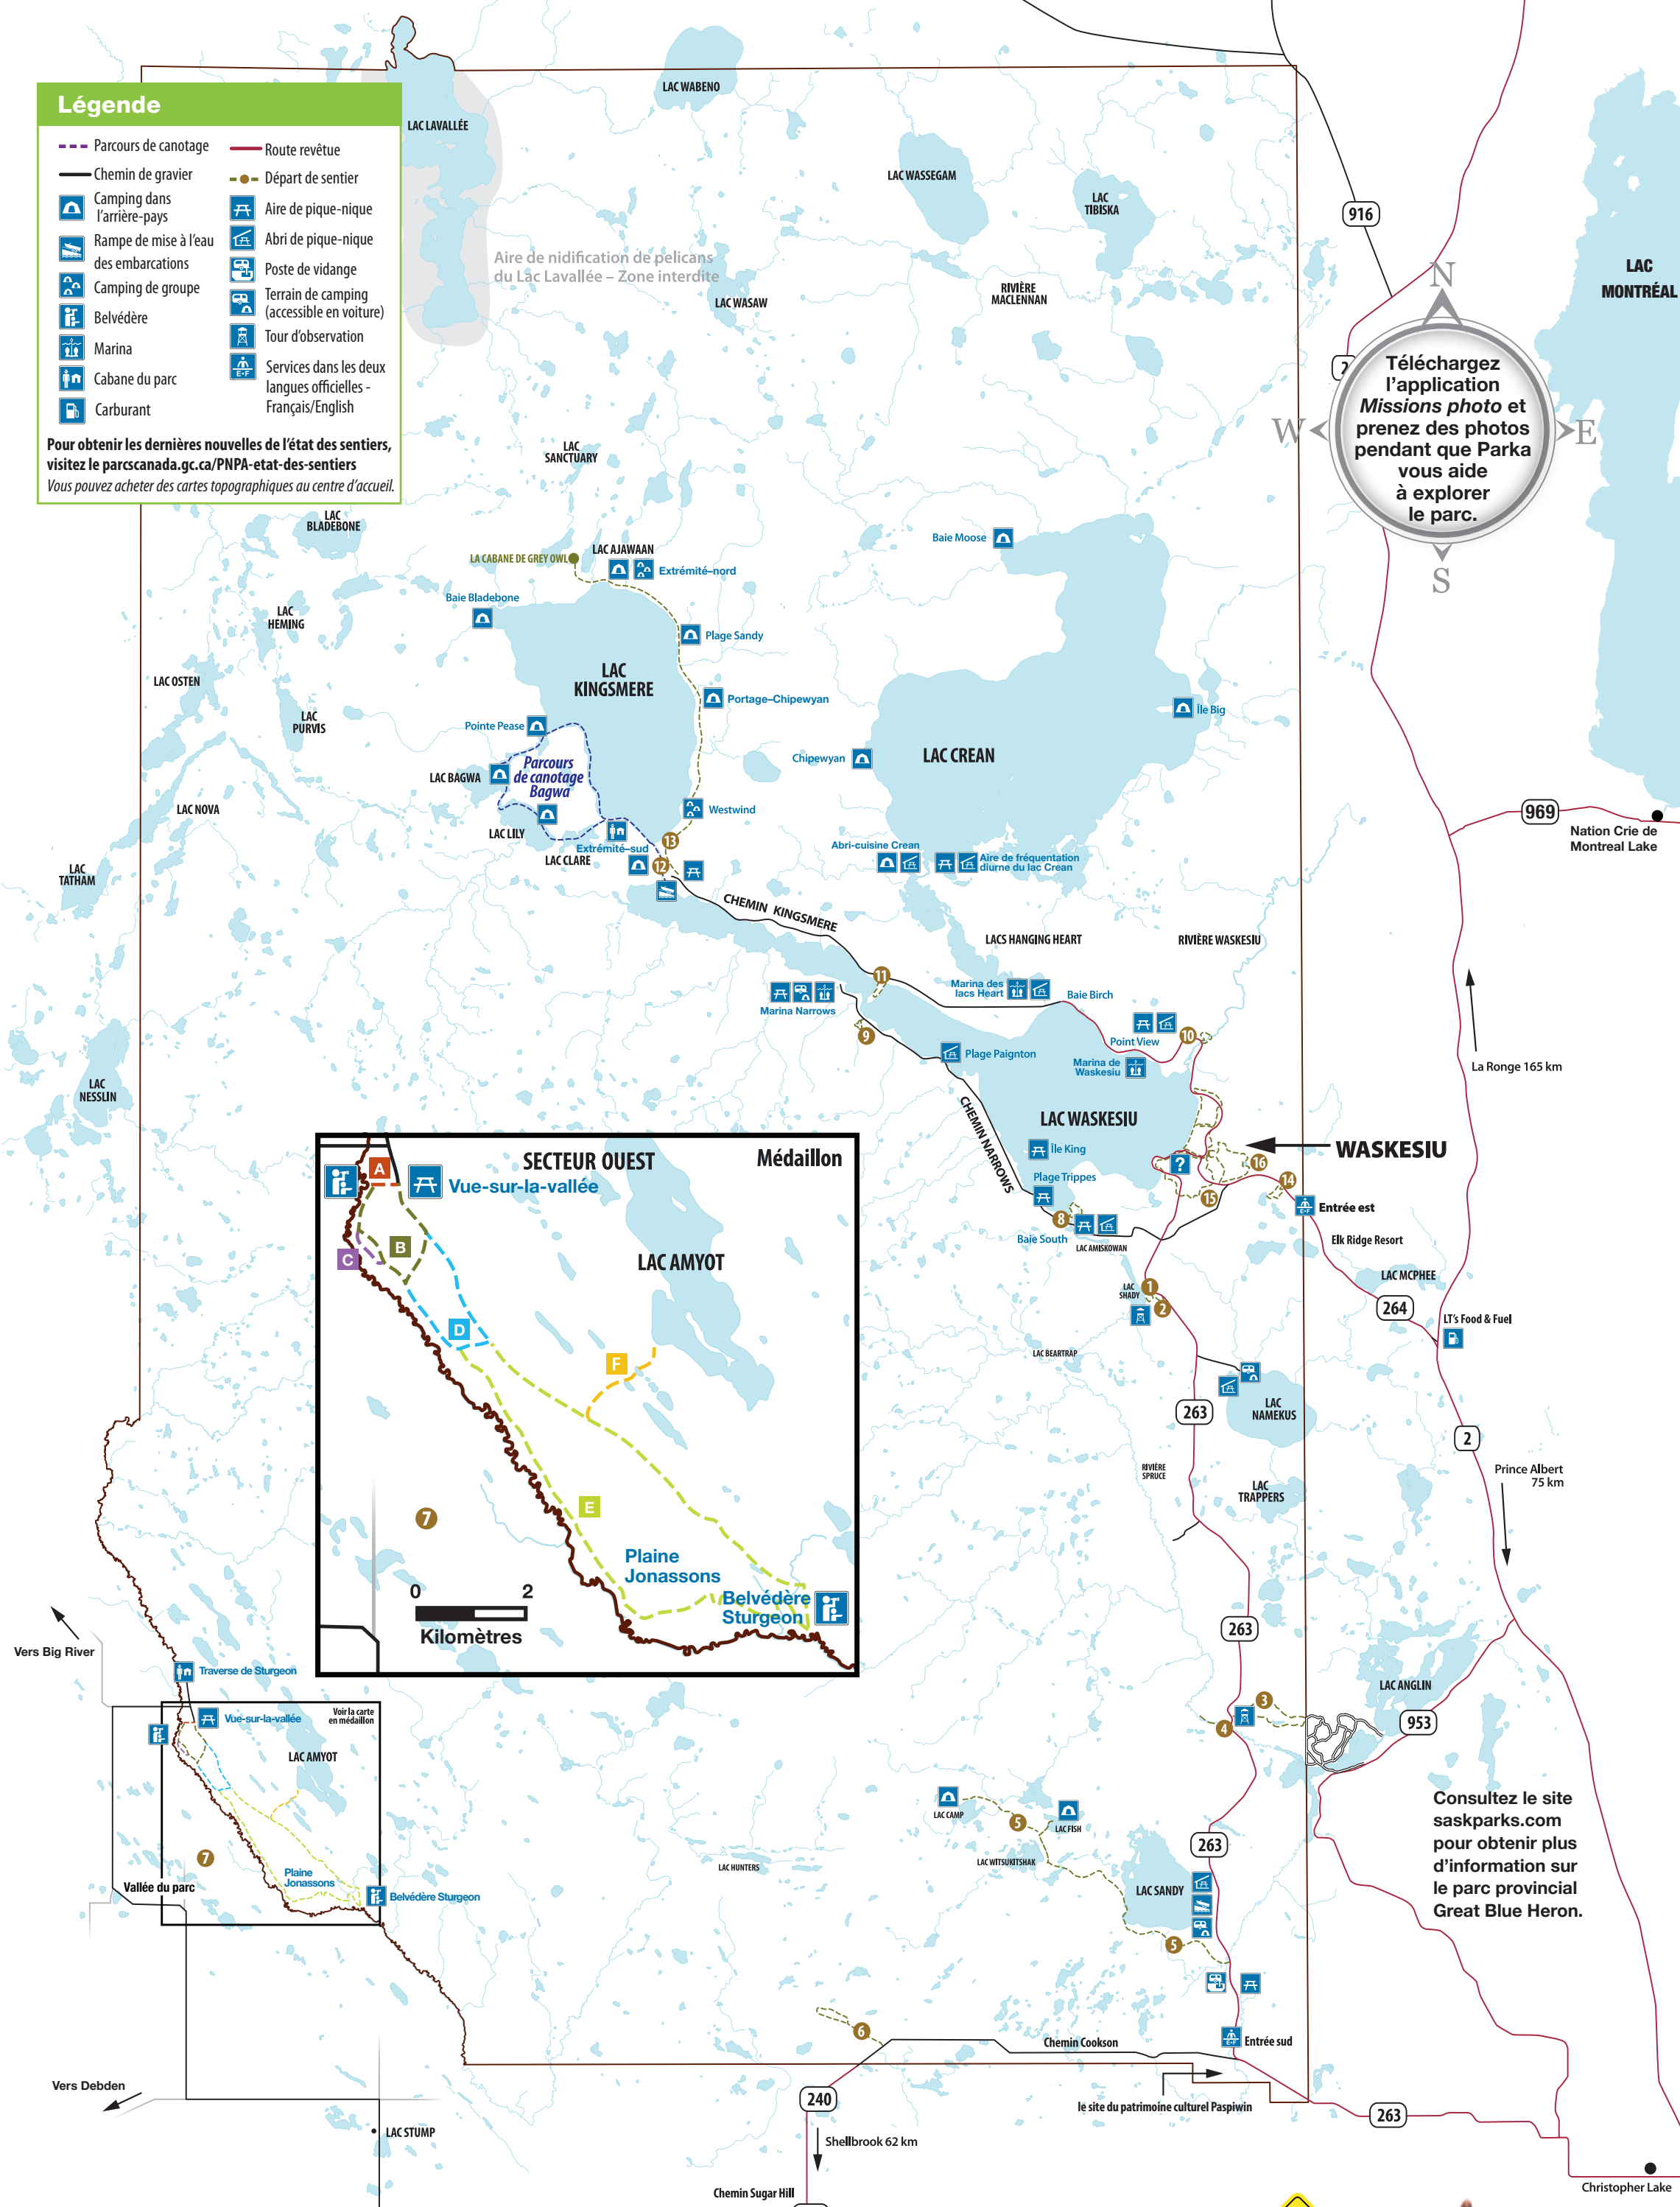 Légende
Parcours de canotage
Chemin de gravier
Camping dans
l'arrière-pays
Rampe de mise à l'eau
des embarcations
Camping de groupe
Belvédère
Marina
Cabane du parc
Carburant
Route revêtue
Départ de sentier
Aire de pique-nique
Abri de pique-nique
Poste de vidange
Terrain de camping
(accessible en voiture)
Tour d'observation
E•F
Services dans les deux
langues officielles -
Français/English
Pour obtenir les dernières nouvelles de l'état des sentiers,
visitez le parcscanada.gc.ca/PNPA-etat-des-sentiers
Vous pouvez acheter des cartes topographiques au centre d'accueil.
LAC LAVALLÉE
LAC WABENO
LAC WASSEGAM
LAC
TIBISKA
916
Aire de nidification de pelicans
du Lac Lavallée – Zone interdite
LAC WASAW
RIVIÈRE
MACLENNAN
LAC
MONTRÉAL
N
W
E
S
Téléchargez
l'application
Missions photo et
prenez des photos
pendant que Parka
vous aide
à explorer
le parc.
LAC
SANCTUARY
LAC
BLADEBONE
LA CABANE DE GREY OWL
LAC AJAWAAN
Extrémité–nord
Baie Moose
Baie Bladebone
LAC
HEMING
Plage Sandy
LAC
KINGSMERE
LAC OSTEN
LAC
PURVIS
Portage–Chipewyan
Île Big
Pointe Pease
LAC CREAN
Chipewyan
Parcours
de canotage
Bagwa
LAC BAGWA
LAC NOVA
Westwind
LAC LILY
13
Extrémité–sud
LAC CLARE
12
Abri-cuisine Crean
Aire de fréquentation
diurne du lac Crean
LAC
TATHAM
969
Nation Crie de
Montreal Lake
CHEMIN KINGSMERE
LACS HANGING HEART
RIVIÈRE WASKESIU
11
Marina des
lacs Heart
Baie Birch
Marina Narrows
9
Point View
10
Plage Paignton
Marina de
Waskesiu
La Ronge 165 km
LAC
NESSLIN
CHEMIN NARROWS
LAC WASKESIU
Île King
WASKESIU
?
16
14
15
Plage Trippes
8
Baie South
LAC AMISKOWAN
E•F
Entrée est
Elk Ridge Resort
LAC MCPHEE
264
LT's Food & Fuel
LAC
SHADY
1
2
LAC BEARTRAP
263
LAC
NAMEKUS
2
Prince Albert
75 km
RIVIÈRE
SPRUCE
LAC
TRAPPERS
SECTEUR OUEST
Médaillon
A
Vue-sur-la-vallée
B
C
LAC AMYOT
D
F
E
7
Plaine
Jonassons
Belvédère
Sturgeon
0 2
Kilomètres
263
Vers Big River
Traverse de Sturgeon
Vue-sur-la-vallée
Voir la carte
en médaillon
LAC AMYOT
7
Plaine
Jonassons
Vallée du parc
Belvédère Sturgeon
LAC ANGLIN
3
4
953
LAC CAMP
5
LAC FISH
LAC HUNTERS
LAC WITSUKITSHAK
263
LAC SANDY
5
Consultez le site
saskparks.com
pour obtenir plus
d'information sur
le parc provincial
Great Blue Heron.
6
Chemin Cookson
E•F
Entrée sud
Vers Debden
240
le site du patrimoine culturel Paspiwin
263
LAC STUMP
Shellbrook 62 km
Chemin Sugar Hill
Christopher Lake